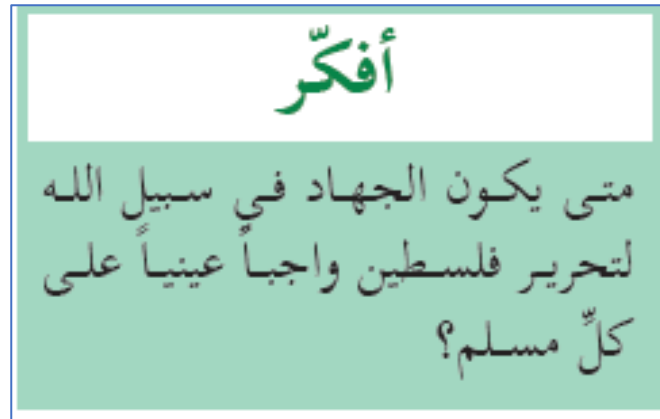 أفكّر
متى يكون الجهاد في سبيل الله
لتحرير فلسطين واجباً عينياً على
كلِّ مسلم؟